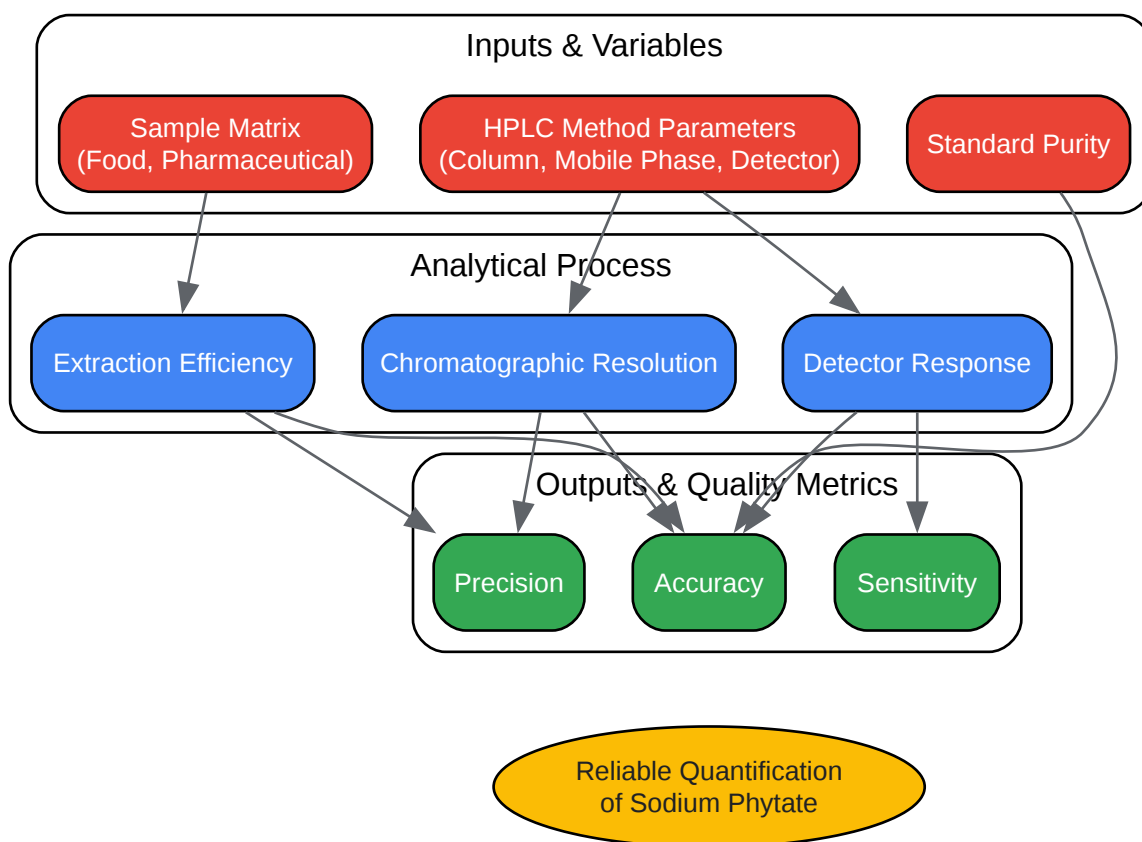 Inputs & Variables
Sample Matrix
(Food, Pharmaceutical)
HPLC Method Parameters
(Column, Mobile Phase, Detector)
Standard Purity
Analytical Process
Extraction Efficiency
Chromatographic Resolution
Detector Response
Outputs & Quality Metrics
Precision
Accuracy
Sensitivity
Reliable Quantification
of Sodium Phytate